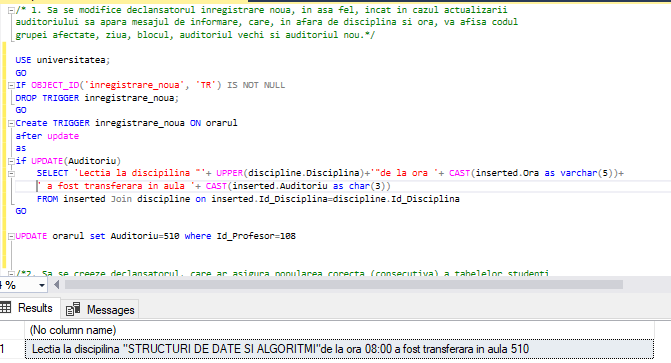 /* 1. Sa se modifice declansatorul inregistrare noua, in asa fel, incat in cazul actualizarii
auditoriului sa apara mesajul de informare, care, in afara de disciplina si ora, va afisa codul
grupei afectate, ziua, blocul, auditoriul vechi si auditoriul nou.*/
USE universitatea;
GO
IF OBJECT_ID('inregistrare_noua', 'TR') IS NOT NULL
DROP TRIGGER inregistrare_noua;
GO
Create TRIGGER inregistrare_noua ON orarul
after update
as
if UPDATE(Auditoriu)
SELECT 'Lectia la discipilina "'+ UPPER(discipline.Disciplina)+'"de la ora '+ CAST(inserted.Ora as varchar(5))+
' a fost transferara in aula '+ CAST(inserted.Auditoriu as char(3))
FROM inserted Join discipline on inserted.Id_Disciplina=discipline.Id_Disciplina
GO
UPDATE orarul set Auditoriu=510 where Id_Profesor=108
/*2. Sa se creeze declansatorul, care ar asigura popularea corecta (consecutiva) a tabelelor studenti
%
Results Messages
(No column name)
1 Lectia la discipilina "STRUCTURI DE DATE SI ALGORITMI"de la ora 08:00 a fost transferara in aula 510